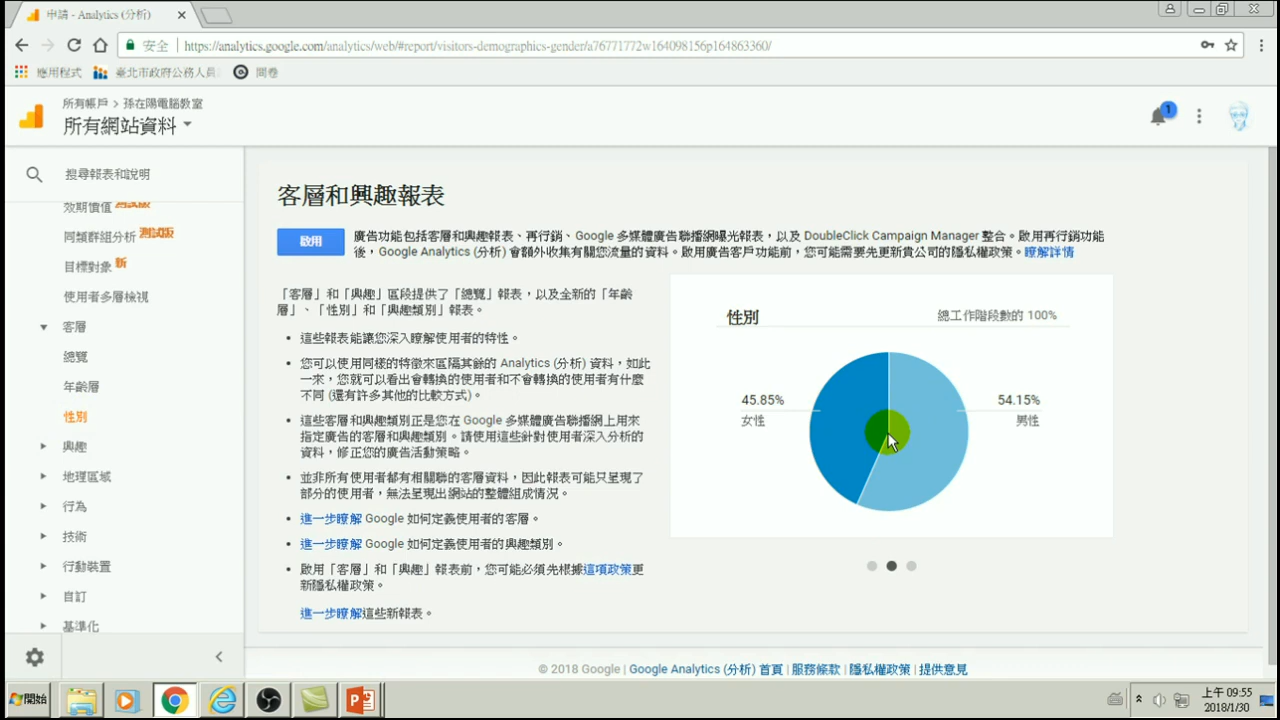 申請 - Analytics (分析)
安全
https://analytics.google.com/analytics/web/#report/visitors-demographics-gender/a76771772w164098156p164863360/
應用程式
臺北市政府公務人員
問卷
所有帳戶 > 孫在陽電腦教室
所有網站資料
1
搜尋報表和說明
效期價值 測試版
同類群組分析 測試版
目標對象 新
使用者多層檢視
客層
總覽
年齡層
性別
興趣
地理區域
行為
技術
行動裝置
自訂
基準化
客層和興趣報表
啟用
廣告功能包括客層和興趣報表、再行銷、Google 多媒體廣告聯播網曝光報表，以及 DoubleClick Campaign Manager 整合。啟用再行銷功能
後，Google Analytics (分析) 會額外收集有關您流量的資料。啟用廣告客戶功能前，您可能需要先更新貴公司的隱私權政策。瞭解詳情
「客層」和「興趣」區段提供了「總覽」報表，以及全新的「年齡
層」、「性別」和「興趣類別」報表。
• 這些報表能讓您深入瞭解使用者的特性。
• 您可以使用同樣的特徵來區隔其餘的 Analytics (分析) 資料，如此
一來，您就可以看出會轉換的使用者和不會轉換的使用者有什麼
不同 (還有許多其他的比較方式)。
• 這些客層和興趣類別正是您在 Google 多媒體廣告聯播網上用來
指定廣告的客層和興趣類別。請使用這些針對使用者深入分析的
資料，修正您的廣告活動策略。
• 並非所有使用者都有相關聯的客層資料，因此報表可能只呈現了
部分的使用者，無法呈現出網站的整體組成情況。
• 進一步瞭解 Google 如何定義使用者的客層。
• 進一步瞭解 Google 如何定義使用者的興趣類別。
• 啟用「客層」和「興趣」報表前，您可能必須先根據這項政策更
新隱私權政策。
進一步瞭解這些新報表。
性別
總工作階段數的 100%
45.85%
女性
54.15%
男性
© 2018 Google | Google Analytics (分析) 首頁 | 服務條款 | 隱私權政策 | 提供意見
開始
上午 09:55
2018/1/30